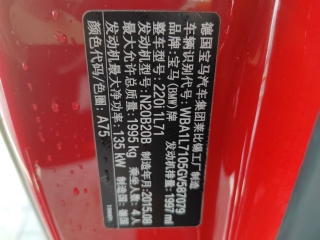 德国宝马汽车集团莱比锡工厂制造
车辆识别代号: WBA1L7105GV587079
品牌: 宝马(BMW)牌
整车型号: 220i 1L71 发动机排量: 1997 ml
发动机型号: N20B20B 制造年月: 2015.08
最大允许总质量: 1995 kg 乘坐人数: 4人
发动机最大净功率: 135 kW 制造国: 德国
颜色代码/色圈: A75